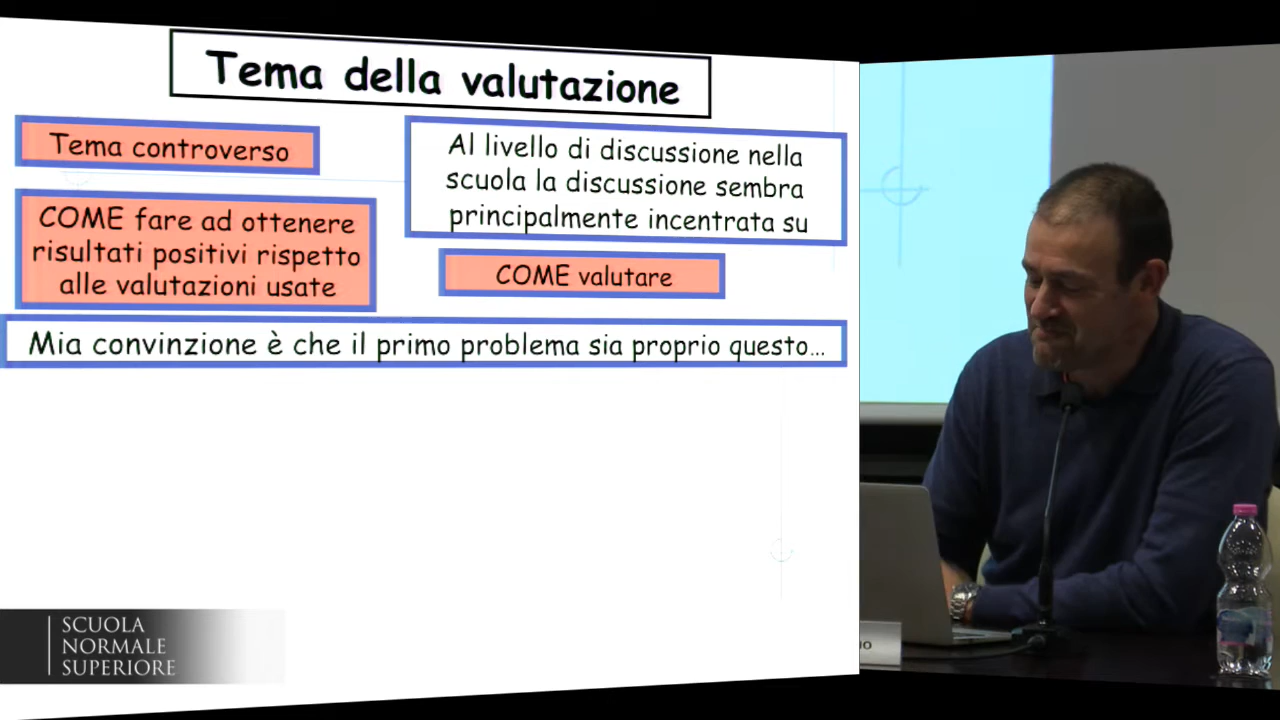 Tema della valutazione
Tema controverso
Al livello di discussione nella
scuola la discussione sembra
principalmente incentrata su
COME fare ad ottenere
risultati positivi rispetto
alle valutazioni usate
COME valutare
Mia convinzione è che il primo problema sia proprio questo...
SCUOLA
NORMALE
SUPERIORE